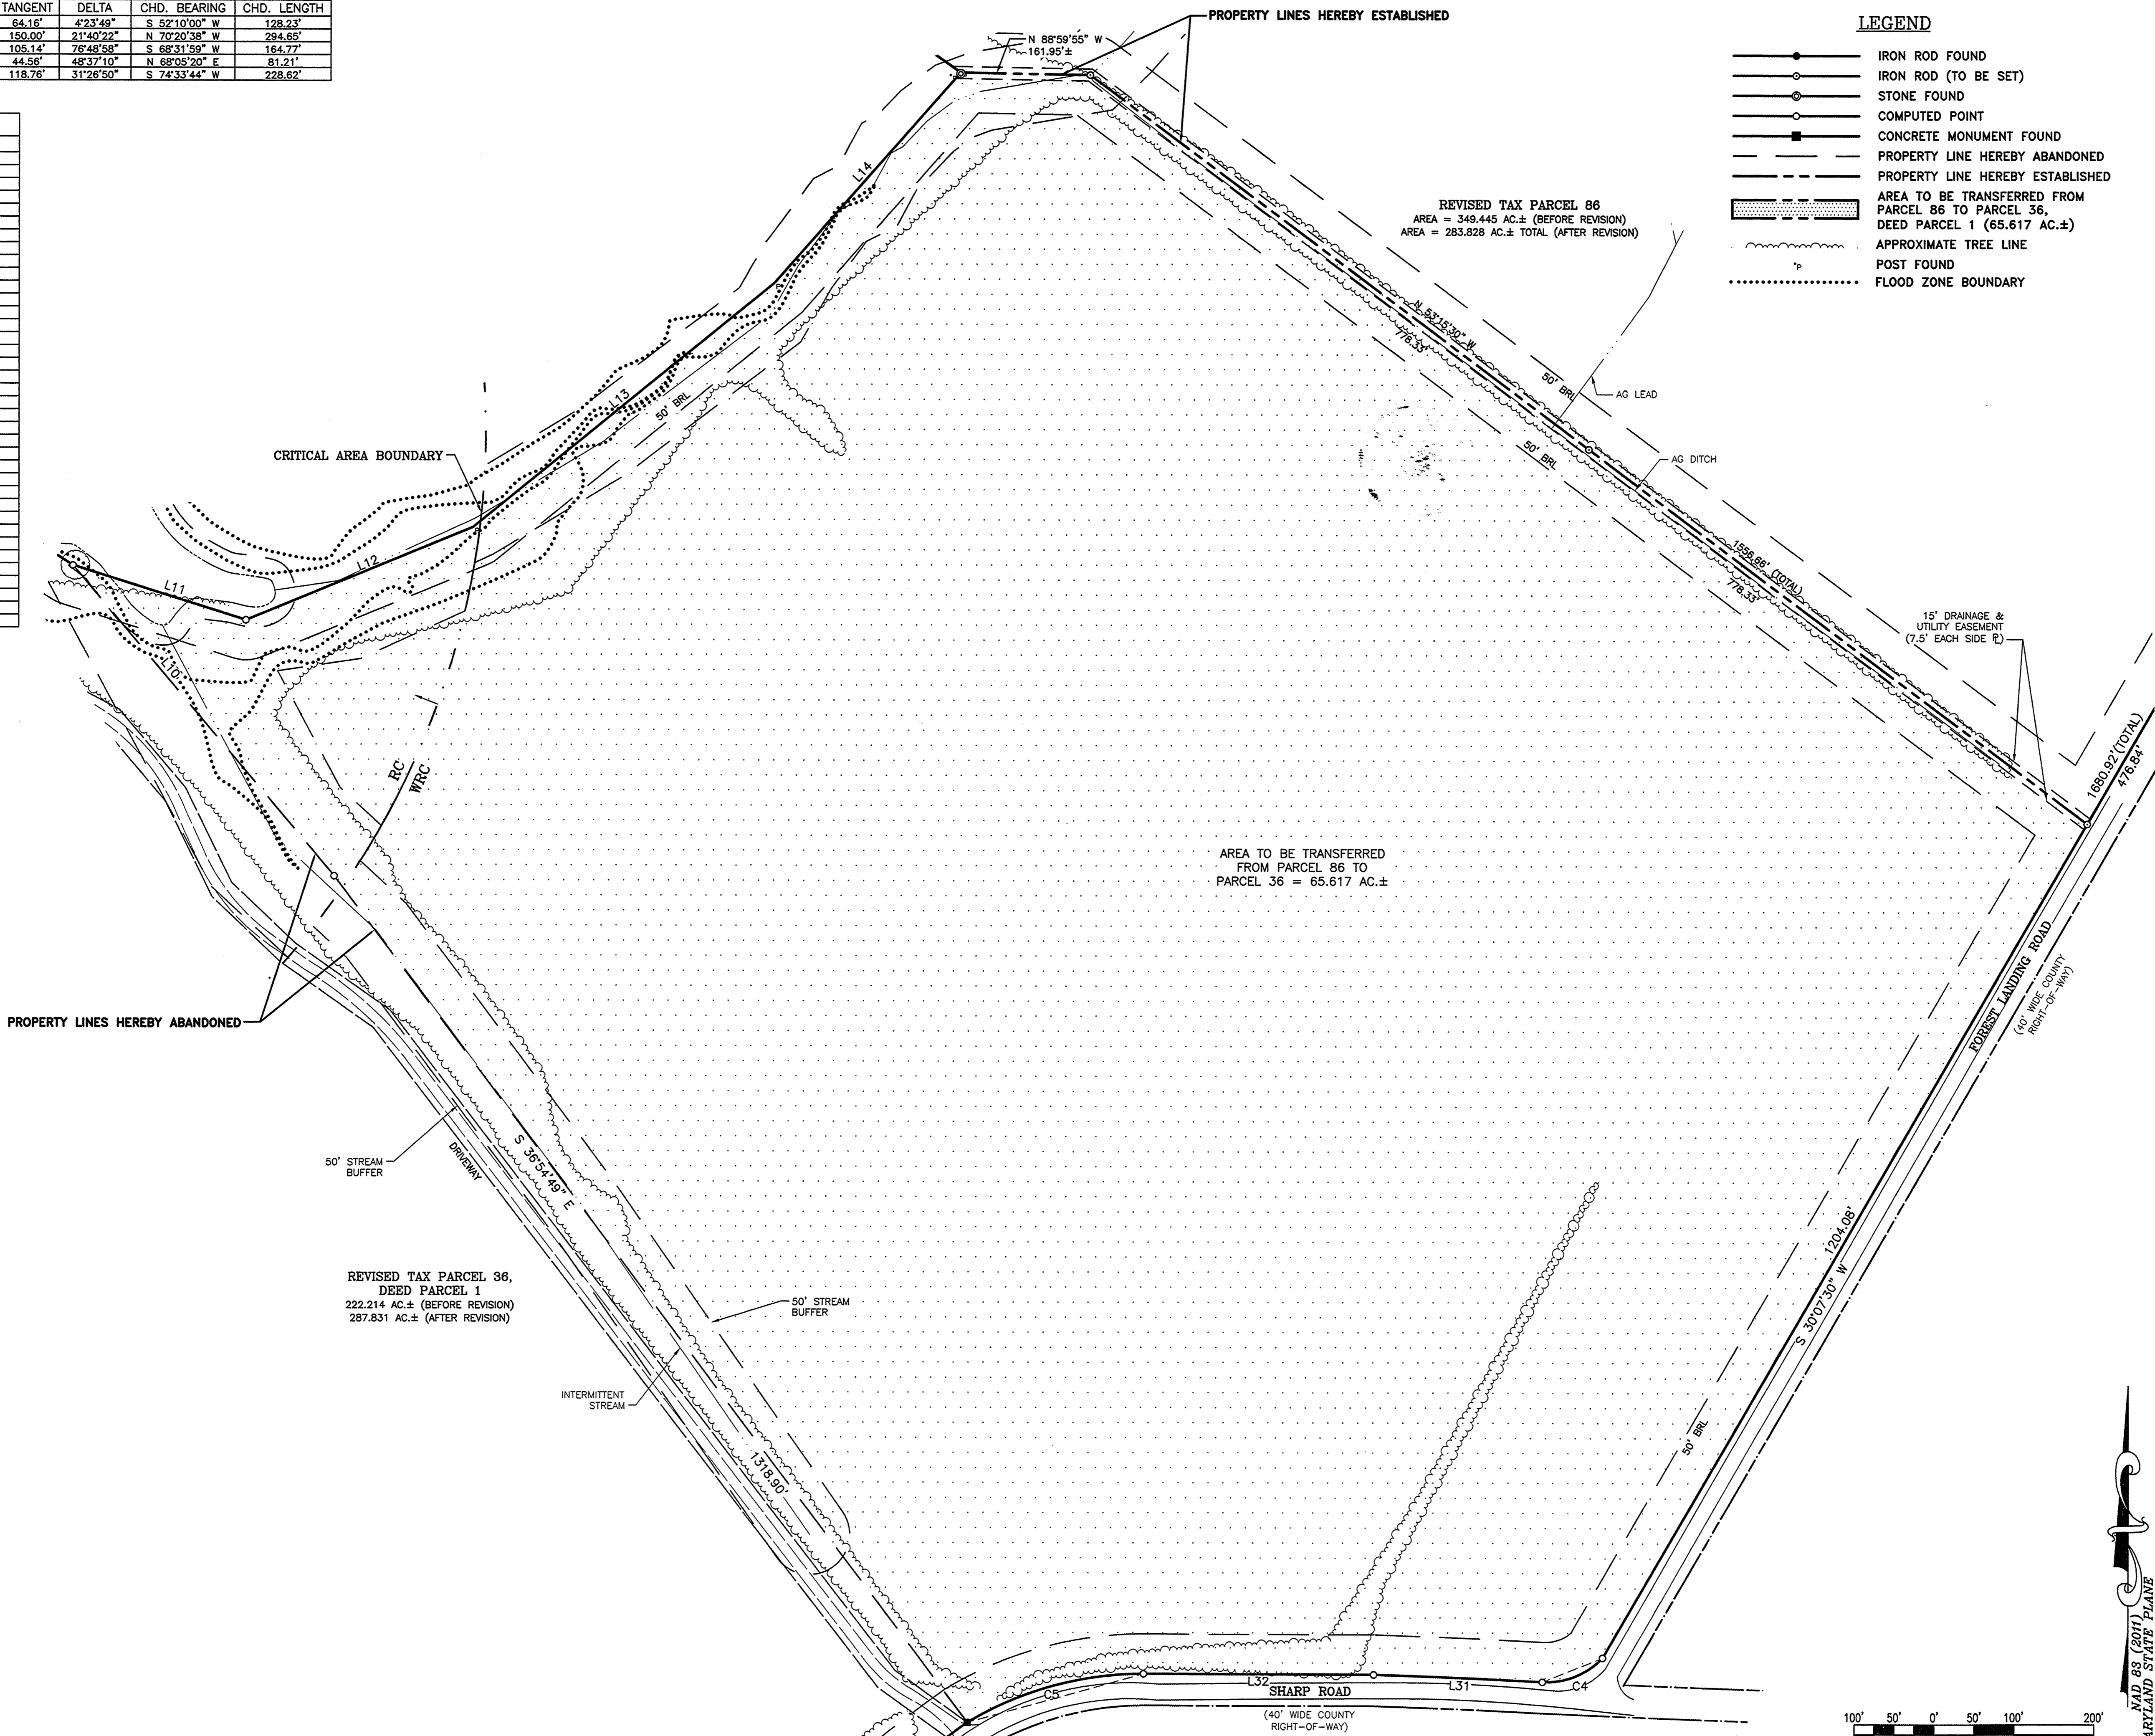 TANGENT DELTA CHD. BEARING CHD. LENGTH
64.16' 4°23'49" S 52°10'00" W 128.23'
150.00' 21°40'22" N 70°20'38" W 294.65'
105.14' 76°48'58" S 68°31'59" W 164.77'
44.56' 48°37'10" N 68°05'20" E 81.21'
118.76' 31°26'50" S 74°33'44" W 228.62'
PROPERTY LINES HEREBY ESTABLISHED
N 88°59'55" W
161.95'±
LEGEND
IRON ROD FOUND
IRON ROD (TO BE SET)
STONE FOUND
COMPUTED POINT
CONCRETE MONUMENT FOUND
PROPERTY LINE HEREBY ABANDONED
PROPERTY LINE HEREBY ESTABLISHED
AREA TO BE TRANSFERRED FROM
PARCEL 86 TO PARCEL 36,
DEED PARCEL 1 (65.617 AC.±)
APPROXIMATE TREE LINE
°P POST FOUND
FLOOD ZONE BOUNDARY
REVISED TAX PARCEL 86
AREA = 349.445 AC.± (BEFORE REVISION)
AREA = 283.828 AC.± TOTAL (AFTER REVISION)
L14
N 53°15'30" W
778.33'
50' BRL
AG LEAD
L13
50' BRL
50' BRL
AG DITCH
CRITICAL AREA BOUNDARY
L12
L11
L10
1556.66' (TOTAL)
778.33'
15' DRAINAGE &
UTILITY EASEMENT
(7.5' EACH SIDE ℄)
1680.92' (TOTAL)
476.84'
RC
WRC
AREA TO BE TRANSFERRED
FROM PARCEL 86 TO
PARCEL 36 = 65.617 AC.±
FOREST LANDING ROAD
(40' WIDE COUNTY
RIGHT-OF-WAY)
PROPERTY LINES HEREBY ABANDONED
50' STREAM
BUFFER
DRIVEWAY
S 36°54'49" E
1204.08'
S 30°07'30" W
REVISED TAX PARCEL 36,
DEED PARCEL 1
222.214 AC.± (BEFORE REVISION)
287.831 AC.± (AFTER REVISION)
50' STREAM
BUFFER
INTERMITTENT
STREAM
50' BRL
1318.90'
C5
L32
L31
C4
SHARP ROAD
(40' WIDE COUNTY
RIGHT-OF-WAY)
NAD 83 (2011)
ARYLAND STATE PLANE
100' 50' 0' 50' 100' 200'